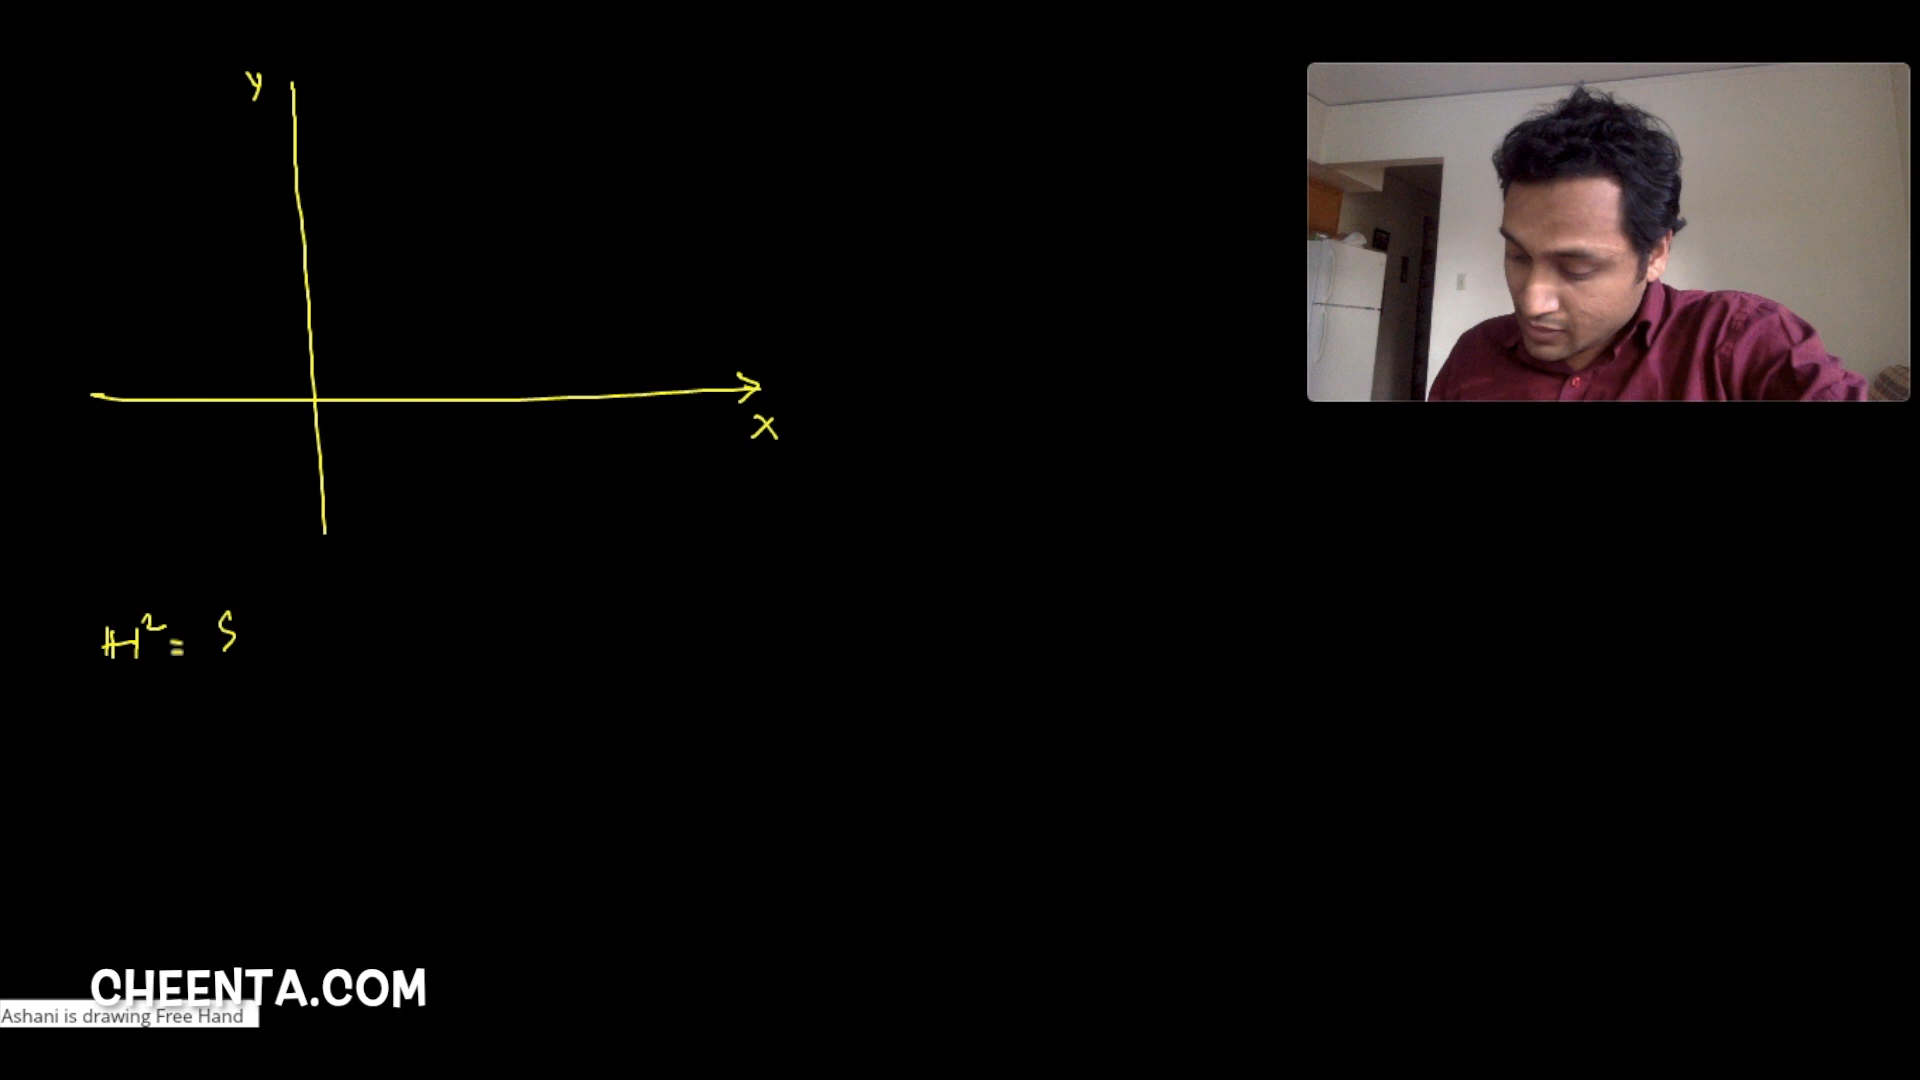 y
x
ℍ² = {
CHEENTA.COM
Ashani is drawing Free Hand